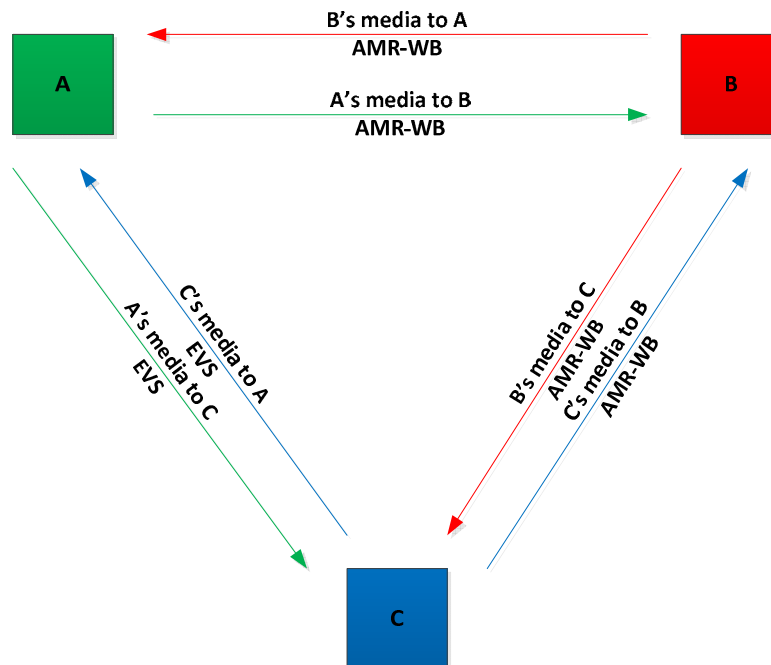 B's media to A
AMR-WB
A
B
A's media to B
AMR-WB
C's media to A
EVS
A's media to C
EVS
B's media to C
AMR-WB
C's media to B
AMR-WB
C